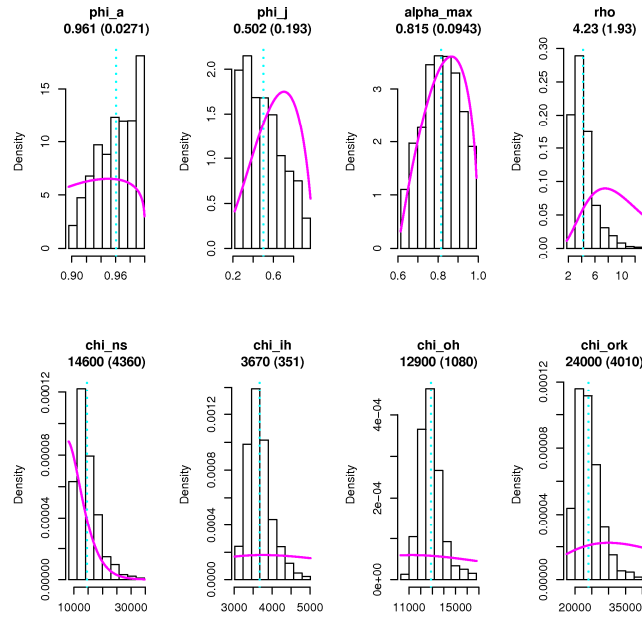 phi_a
0.961 (0.0271)
Density
0 5 10 15
0.90 0.96
phi_j
0.502 (0.193)
Density
0.0 0.5 1.0 1.5 2.0
0.2 0.6
alpha_max
0.815 (0.0943)
Density
0 1 2 3
0.6 0.8 1.0
rho
4.23 (1.93)
Density
0.00 0.05 0.10 0.15 0.20 0.25 0.30
2 6 10
chi_ns
14600 (4360)
Density
0.00000 0.00004 0.00008 0.00012
10000 30000
chi_ih
3670 (351)
Density
0.0000 0.0004 0.0008 0.0012
3000 4000 5000
chi_oh
12900 (1080)
Density
0e+00 2e-04 4e-04
11000 15000
chi_ork
24000 (4010)
Density
0.00000 0.00004 0.00008 0.00012
20000 35000